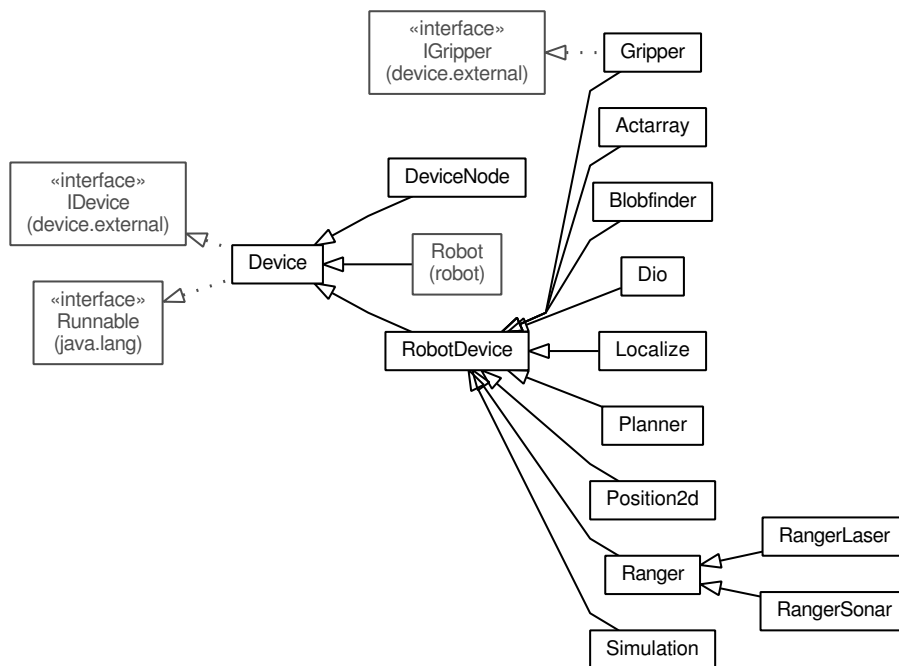 «interface»
IGripper
(device.external)
Gripper
Actarray
«interface»
IDevice
(device.external)
DeviceNode
Blobfinder
Device
Robot
(robot)
Dio
«interface»
Runnable
(java.lang)
RobotDevice
Localize
Planner
Position2d
RangerLaser
Ranger
RangerSonar
Simulation